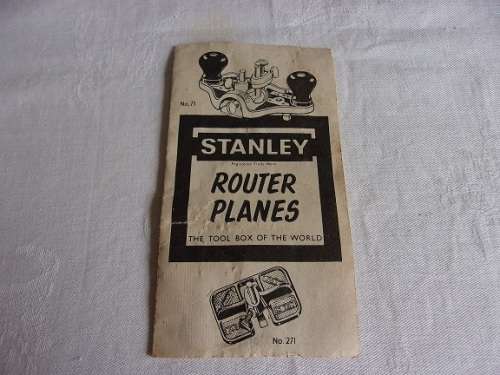 No. 71
STANLEY
Registered Trade Mark
ROUTER
PLANES
THE TOOL BOX OF THE WORLD
No. 271